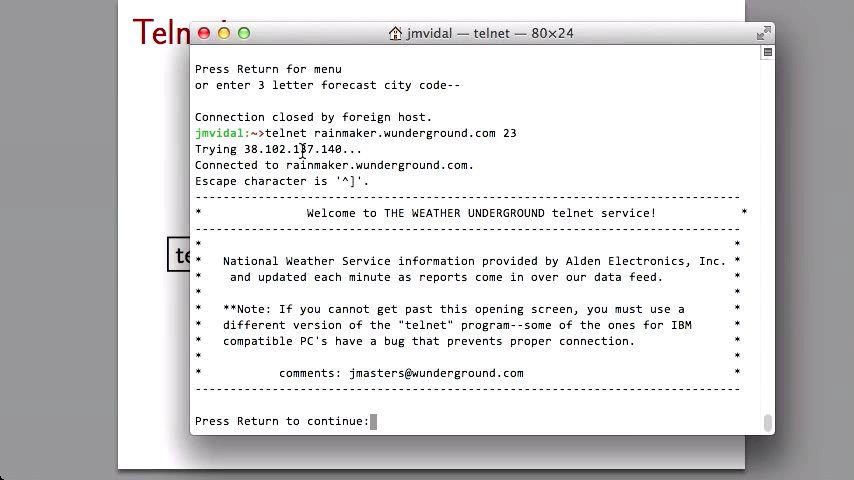 jmvidal — telnet — 80×24
Press Return for menu
or enter 3 letter forecast city code--
Connection closed by foreign host.
jmvidal:~>telnet rainmaker.wunderground.com 23
Trying 38.102.137.140...
Connected to rainmaker.wunderground.com.
Escape character is '^]'.
------------------------------------------------------------------------------
* Welcome to THE WEATHER UNDERGROUND telnet service! *
------------------------------------------------------------------------------
* *
* National Weather Service information provided by Alden Electronics, Inc. *
* and updated each minute as reports come in over our data feed. *
* *
* **Note: If you cannot get past this opening screen, you must use a *
* different version of the "telnet" program--some of the ones for IBM *
* compatible PC's have a bug that prevents proper connection. *
* *
* comments: jmasters@wunderground.com *
------------------------------------------------------------------------------
Press Return to continue: